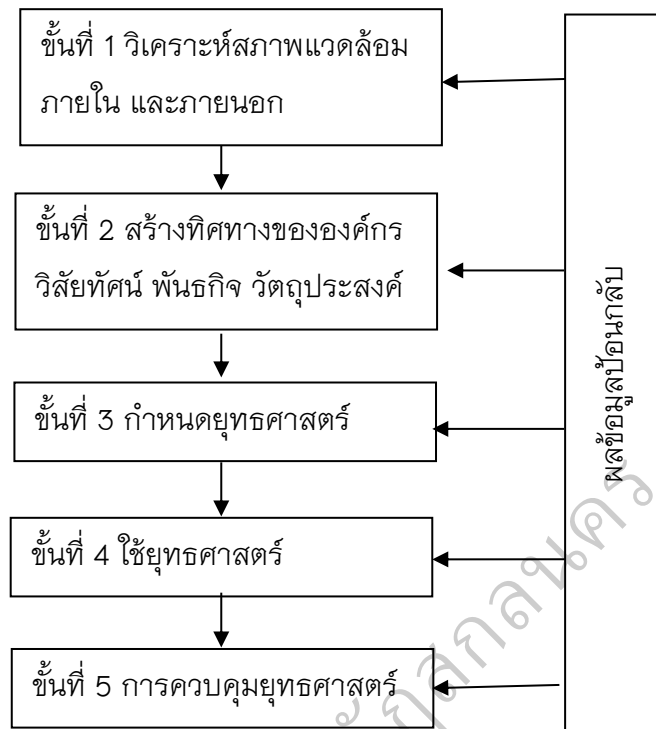 ขั้นที่ 1 วิเคราะห์สภาพแวดล้อม
ภายใน และภายนอก
ขั้นที่ 2 สร้างทิศทางขององค์กร
วิสัยทัศน์ พันธกิจ วัตถุประสงค์
ขั้นที่ 3 กำหนดยุทธศาสตร์
ขั้นที่ 4 ใช้ยุทธศาสตร์
ขั้นที่ 5 การควบคุมยุทธศาสตร์
ผลข้อมูลป้อนกลับ